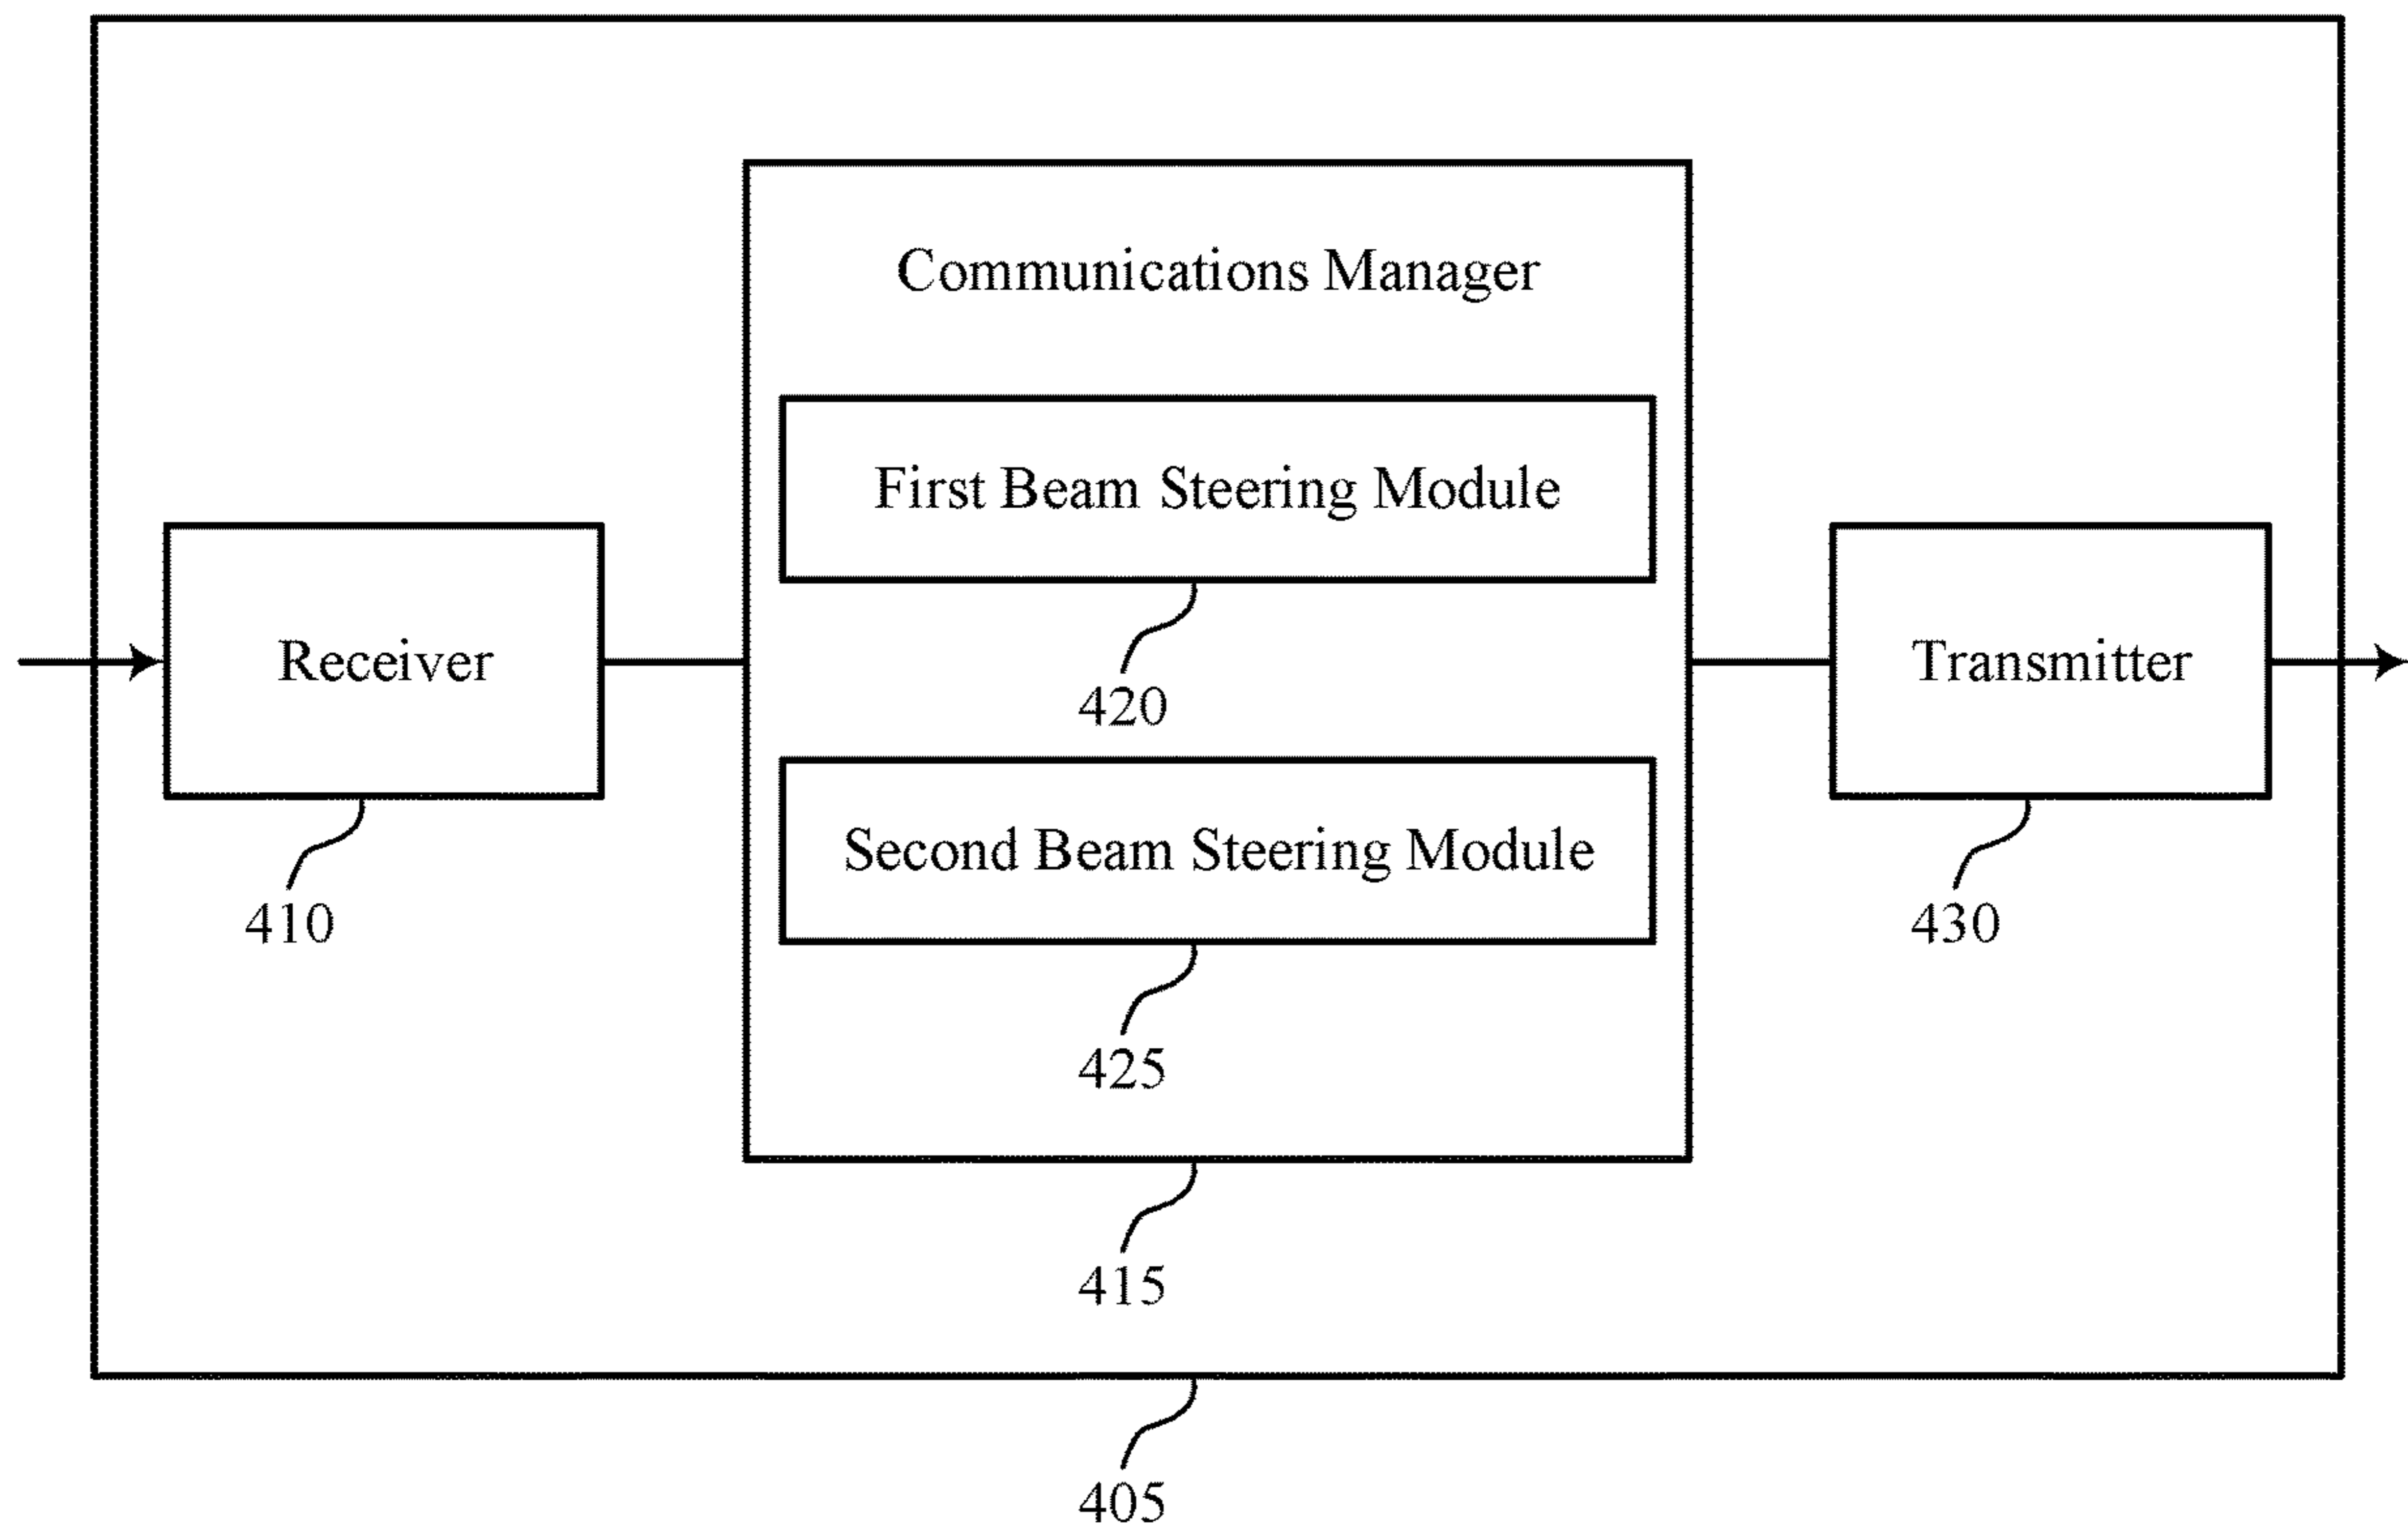 Communications Manager
First Beam Steering Module
Receiver
Transmitter
420
Second Beam Steering Module
410
430
425
415
405